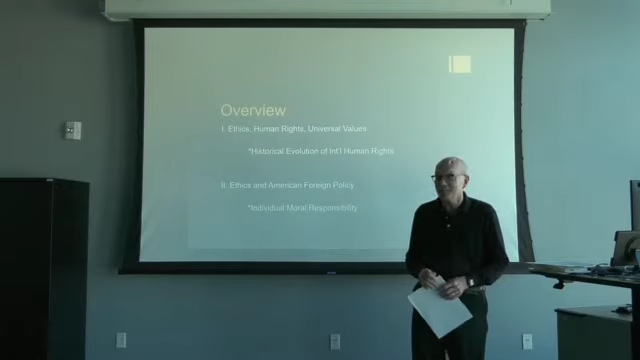 Overview
I. Ethics, Human Rights, Universal Values
*Historical Evolution of Int'l Human Rights
II. Ethics and American Foreign Policy
*Individual Moral Responsibility